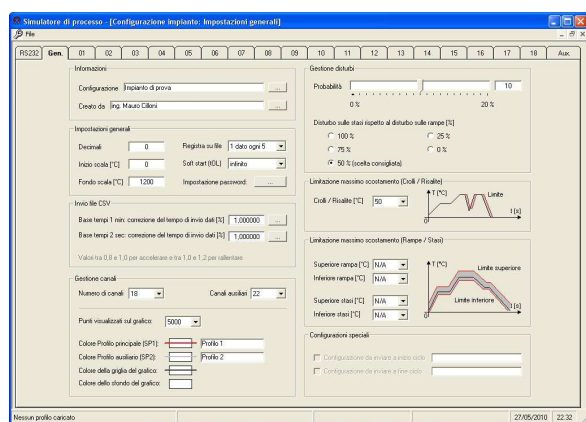 Simulatore di processo - [Configurazione impianto: Impostazioni generali]
File
RS232 Gen. 01 02 03 04 05 06 07 08 09 10 11 12 13 14 15 16 17 18 Aux.
Informazioni
Configurazione Impianto di prova ...
Creato da ing. Mauro Cilloni ...
Impostazioni generali
Decimali 0 Registra su file 1 dato ogni 5
Inizio scala [°C] 0 Soft start (tOL) infinito
Fondo scala [°C] 1200 Impostazione password: ...
Invio file CSV
Base tempi 1 min: correzione del tempo di invio dati [%] 1,000000 ...
Base tempi 2 sec: correzione del tempo di invio dati [%] 1,000000 ...
Valori tra 0,8 e 1,0 per accelerare e tra 1,0 e 1,2 per rallentare
Gestione canali
Numero di canali 18 Canali ausiliari 22
Punti visualizzati sul grafico: 5000
Colore Profilo principale (SP1): Profilo 1
Colore Profilo ausiliario (SP2): Profilo 2
Colore della griglia del grafico:
Colore dello sfondo del grafico:
Gestione disturbi
Probabilità 10
0 % 20 %
Disturbo sulle stasi rispetto al disturbo sulle rampe [%]
100 % 25 %
75 % 0 %
50 % (scelta consigliata)
Limitazione massimo scostamento (Crolli / Risalite)
Crolli / Risalite [°C] 50
T [°C] Limite
0 t [s]
Limitazione massimo scostamento (Rampe / Stasi)
Superiore rampa [°C] N/A
Inferiore rampa [°C] N/A
Superiore stasi [°C] N/A
Inferiore stasi [°C] N/A
T [°C] Limite superiore
Limite inferiore t [s]
0
Configurazioni speciali
Configurazione da inviare a inizio ciclo
Configurazione da inviare a fine ciclo
Nessun profilo caricato 27/05/2010 22.32